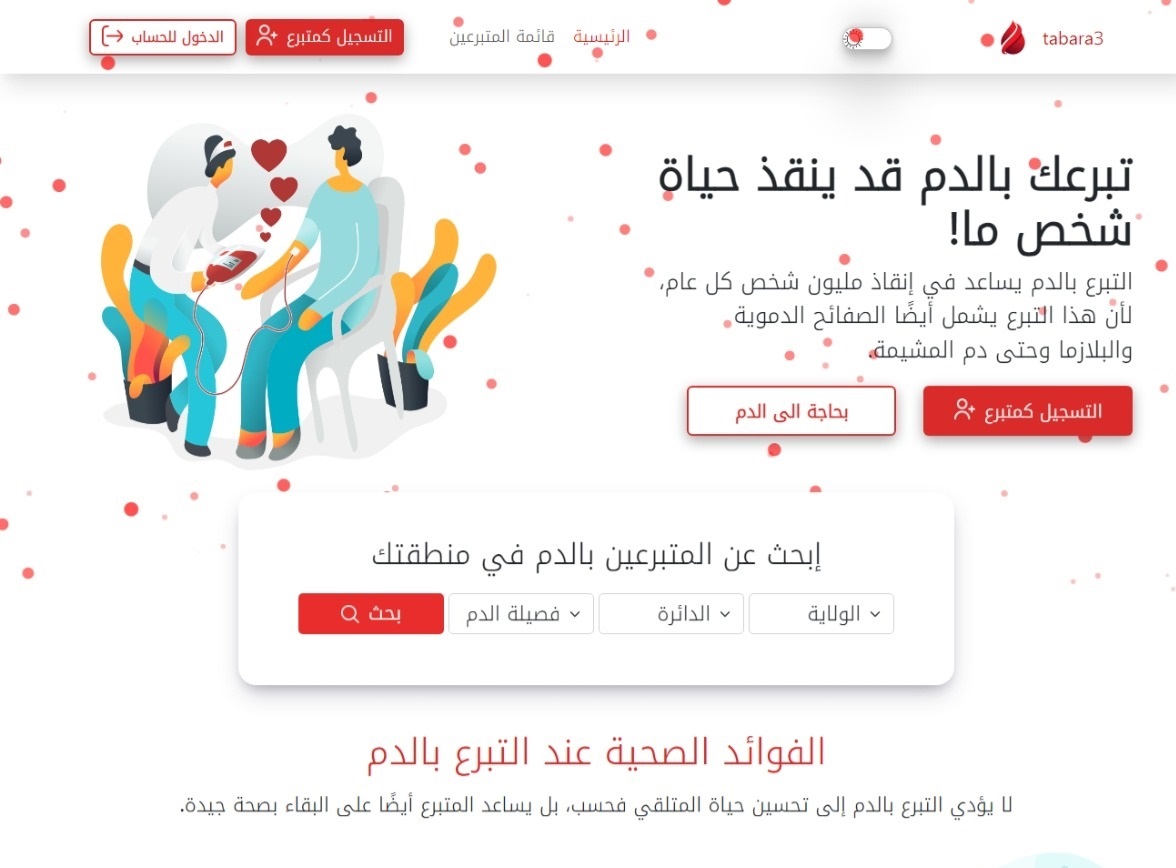 tabara3
الرئيسية
قائمة المتبرعين
التسجيل كمتبرع
الدخول للحساب
تبرعك بالدم قد ينقذ حياة
شخص ما!
التبرع بالدم يساعد في إنقاذ مليون شخص كل عام،
لأن هذا التبرع يشمل أيضًا الصفائح الدموية
والبلازما وحتى دم المشيمة.
التسجيل كمتبرع
بحاجة الى الدم
إبحث عن المتبرعين بالدم في منطقتك
الولاية
الدائرة
فصيلة الدم
بحث
الفوائد الصحية عند التبرع بالدم
لا يؤدي التبرع بالدم إلى تحسين حياة المتلقي فحسب، بل يساعد المتبرع أيضًا على البقاء بصحة جيدة.